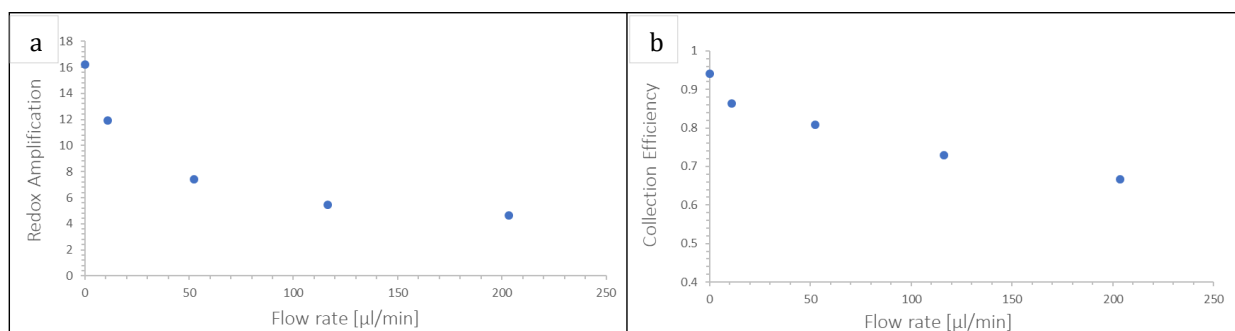 a
18
16
14
12
10
8
6
4
2
0
Redox Amplification
0 50 100 150 200 250
Flow rate [µl/min]
b
1
0.9
0.8
0.7
0.6
0.5
0.4
Collection Efficiency
0 50 100 150 200 250
Flow rate [µl/min]